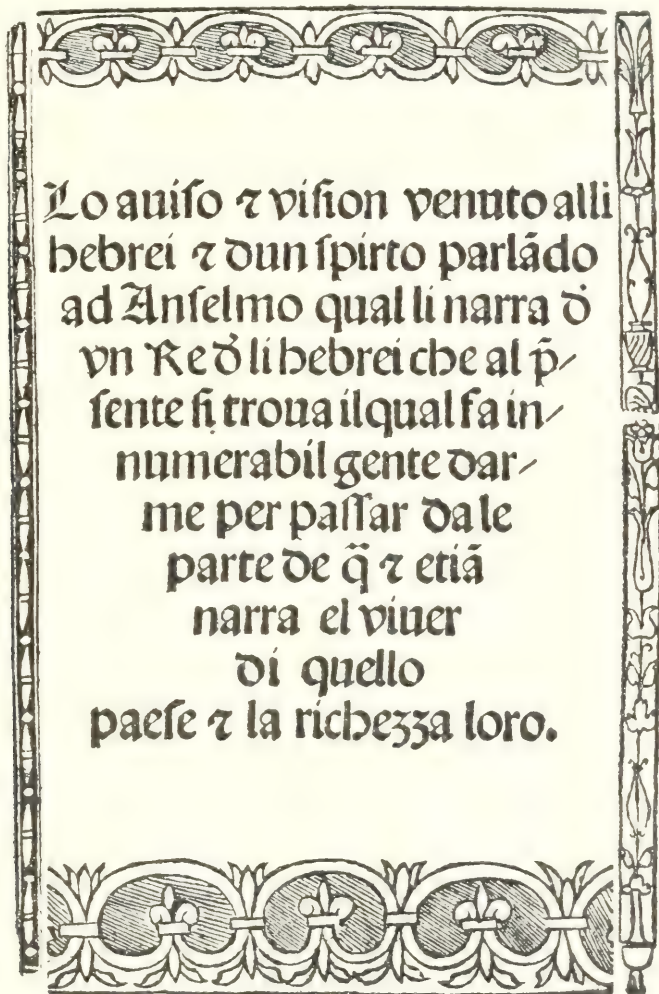 Lo auiſo ⁊ viſion venuto alli
hebrei ⁊ dun ſpirto parlãdo
ad Anſelmo qual li narra đ
vn Re đ li hebrei che al p̄⸗
ſente ſi troua ilqual fa in⸗
numerabil gente dar⸗
me per paſſar da le
parte de q̃ ⁊ etiã
narra el viuer
di quello
paeſe ⁊ la richezza loro.